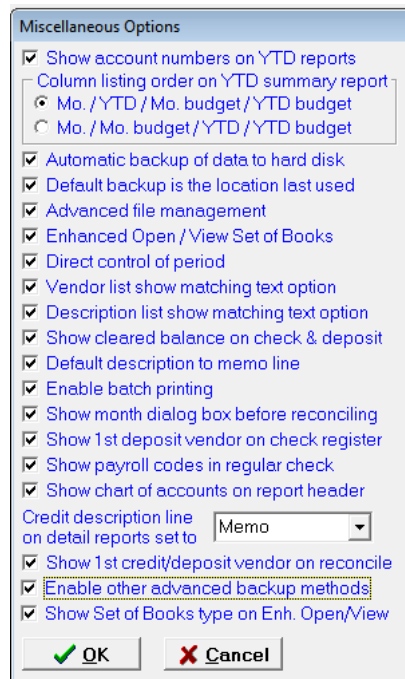 Miscellaneous Options
Show account numbers on YTD reports
Column listing order on YTD summary report
Mo. / YTD / Mo. budget / YTD budget
Mo. / Mo. budget / YTD / YTD budget
Automatic backup of data to hard disk
Default backup is the location last used
Advanced file management
Enhanced Open / View Set of Books
Direct control of period
Vendor list show matching text option
Description list show matching text option
Show cleared balance on check & deposit
Default description to memo line
Enable batch printing
Show month dialog box before reconciling
Show 1st deposit vendor on check register
Show payroll codes in regular check
Show chart of accounts on report header
Credit description line
on detail reports set to
Memo
Show 1st credit/deposit vendor on reconcile
Enable other advanced backup methods
Show Set of Books type on Enh. Open/View
OK Cancel